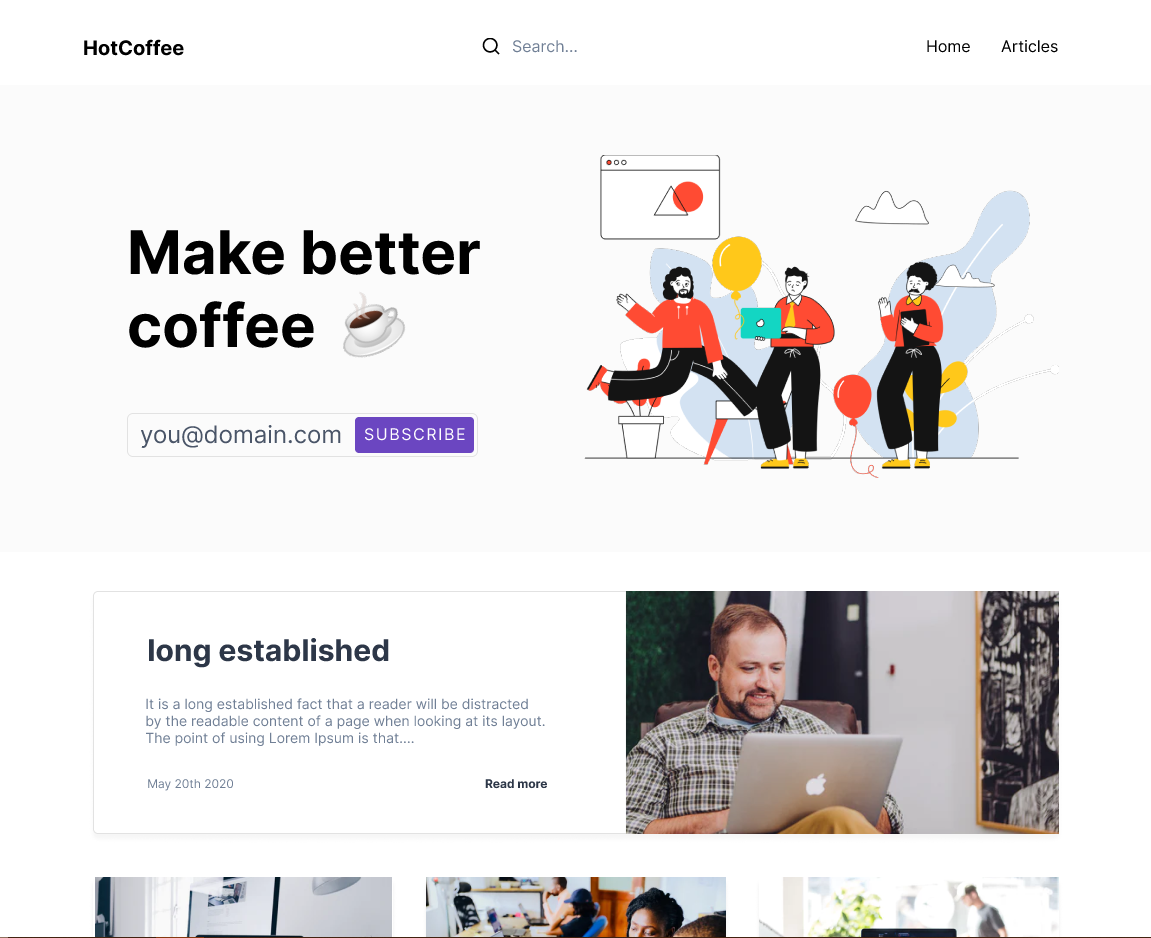 HotCoffee
Search...
Home
Articles
Make better
coffee ☕
you@domain.com
SUBSCRIBE
long established
It is a long established fact that a reader will be distracted
by the readable content of a page when looking at its layout.
The point of using Lorem Ipsum is that....
May 20th 2020
Read more